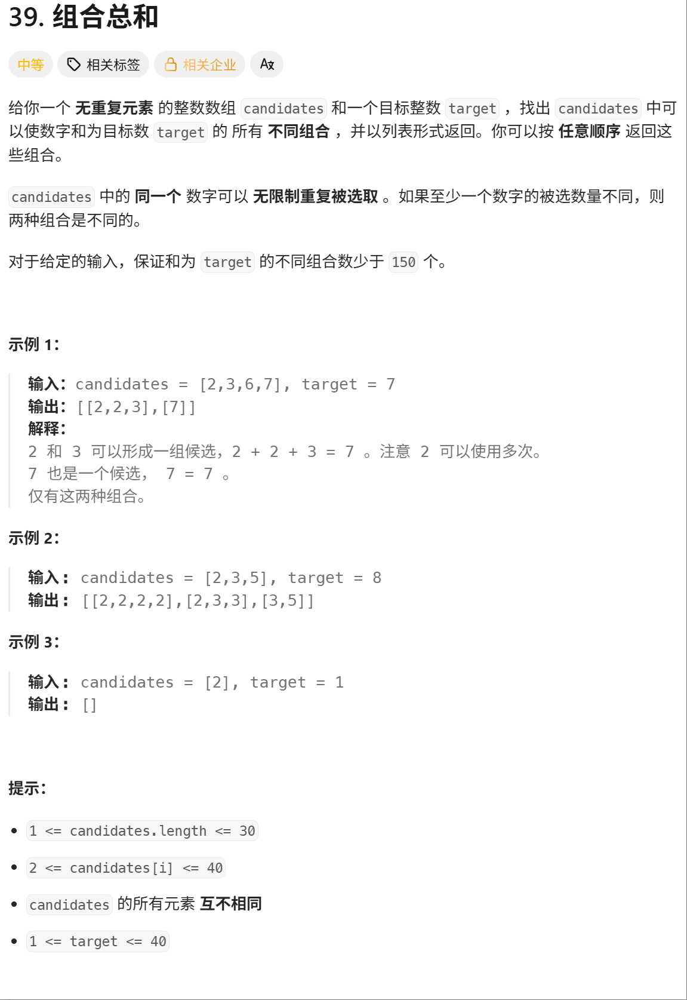 39. 组合总和
中等 相关标签 相关企业 A文
给你一个 无重复元素 的整数数组 candidates 和一个目标整数 target ，找出 candidates 中可
以使数字和为目标数 target 的 所有 不同组合 ，并以列表形式返回。你可以按 任意顺序 返回这
些组合。
candidates 中的 同一个 数字可以 无限制重复被选取 。如果至少一个数字的被选数量不同，则
两种组合是不同的。
对于给定的输入，保证和为 target 的不同组合数少于 150 个。
示例 1：
输入：candidates = [2,3,6,7], target = 7
输出：[[2,2,3],[7]]
解释：
2 和 3 可以形成一组候选，2 + 2 + 3 = 7 。注意 2 可以使用多次。
7 也是一个候选， 7 = 7 。
仅有这两种组合。
示例 2：
输入: candidates = [2,3,5], target = 8
输出: [[2,2,2,2],[2,3,3],[3,5]]
示例 3：
输入: candidates = [2], target = 1
输出: []
提示：
• 1 <= candidates.length <= 30
• 2 <= candidates[i] <= 40
• candidates 的所有元素 互不相同
• 1 <= target <= 40